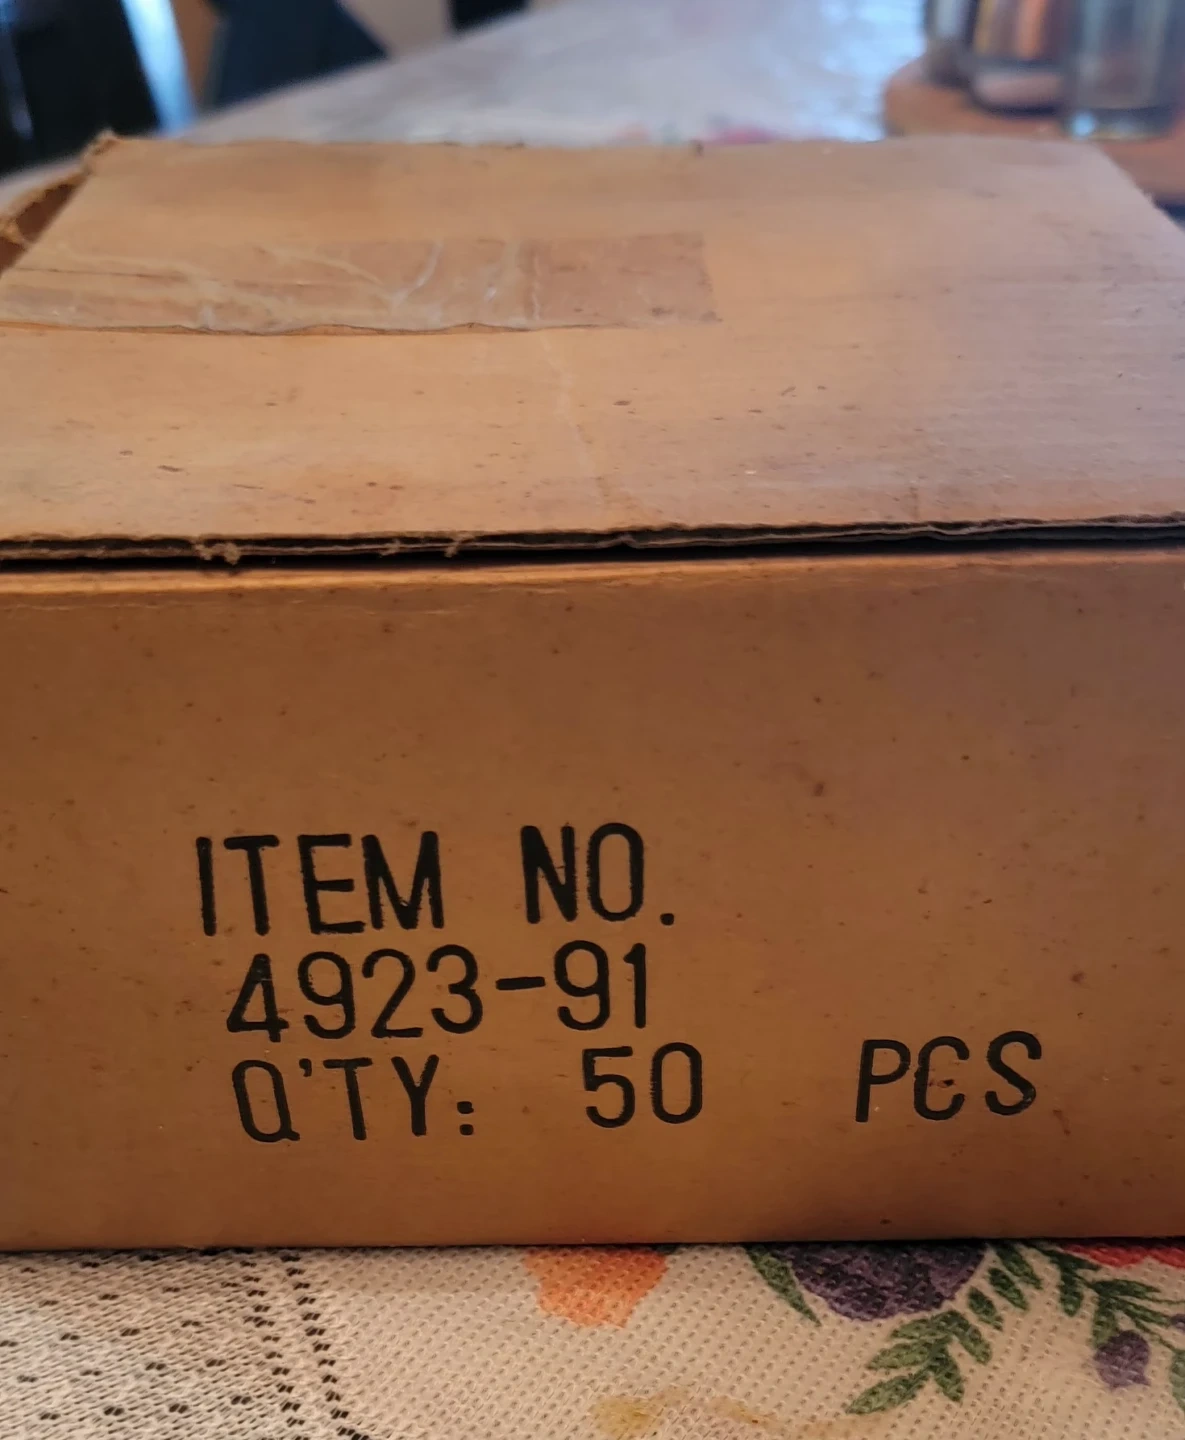 ITEM NO.
4923-91
Q'TY: 50 PCS